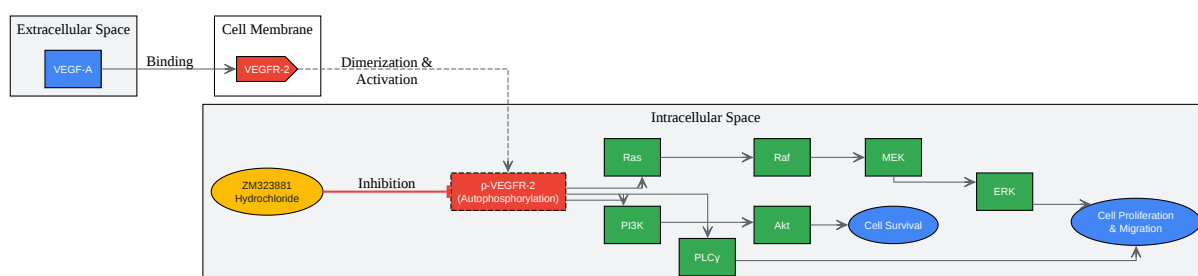 Extracellular Space
VEGF-A
Binding
Cell Membrane
VEGFR-2
Dimerization &
Activation
Intracellular Space
ZM323881
Hydrochloride
Inhibition
p-VEGFR-2
(Autophosphorylation)
Ras
Raf
MEK
ERK
PI3K
Akt
Cell Survival
PLCγ
Cell Proliferation
& Migration